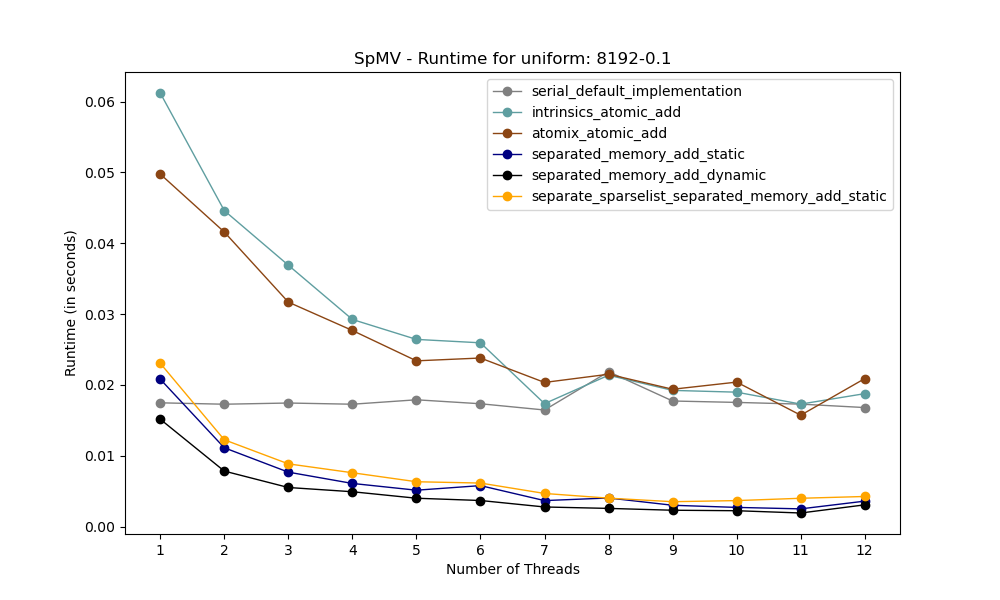 SpMV - Runtime for uniform: 8192-0.1
serial_default_implementation
intrinsics_atomic_add
atomix_atomic_add
separated_memory_add_static
separated_memory_add_dynamic
separate_sparselist_separated_memory_add_static
Runtime (in seconds)
0.06
0.05
0.04
0.03
0.02
0.01
0.00
1 2 3 4 5 6 7 8 9 10 11 12
Number of Threads